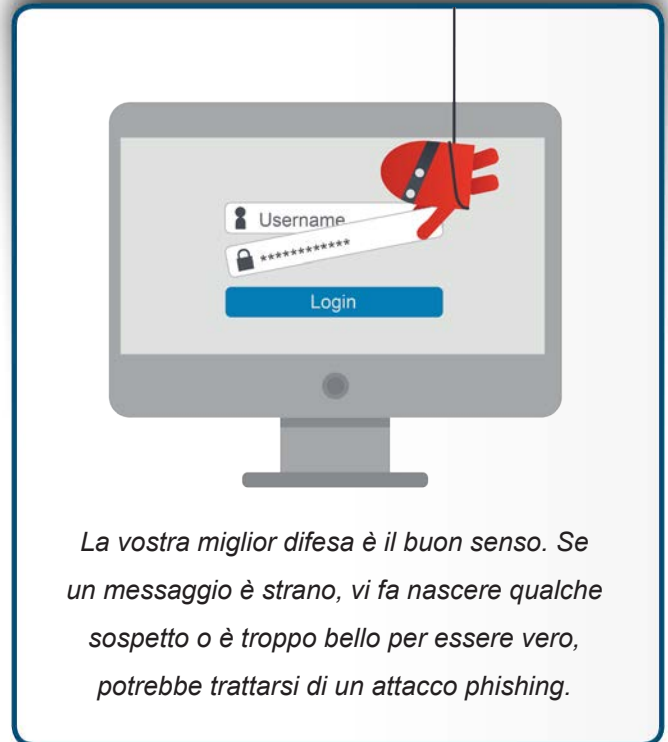 Username
************
Login
La vostra miglior difesa è il buon senso. Se
un messaggio è strano, vi fa nascere qualche
sospetto o è troppo bello per essere vero,
potrebbe trattarsi di un attacco phishing.